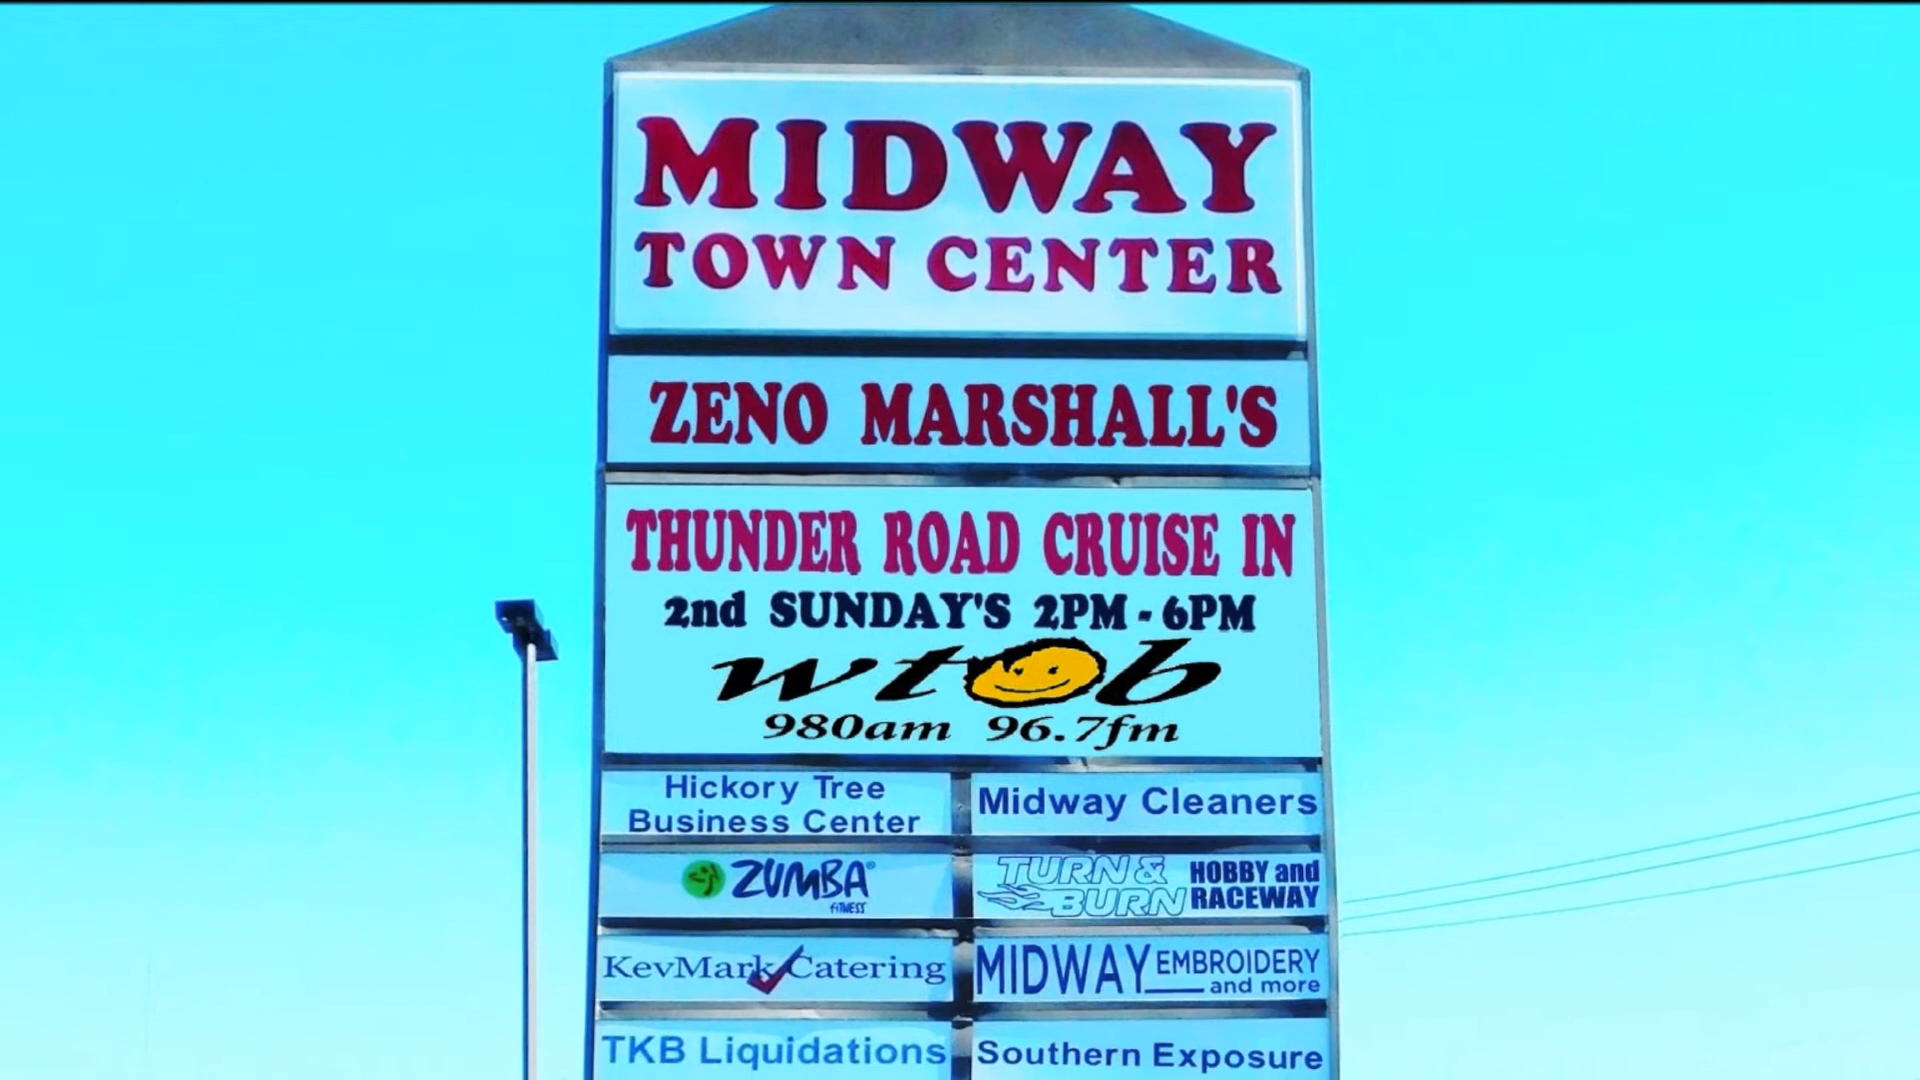 MIDWAY
TOWN CENTER
ZENO MARSHALL'S
THUNDER ROAD CRUISE IN
2nd SUNDAY'S 2PM - 6PM
wtob
980am 96.7fm
Hickory Tree
Business Center
Midway Cleaners
ZUMBA®
FITNESS
TURN &
BURN
HOBBY and
RACEWAY
KevMark Catering
MIDWAY EMBROIDERY
and more
TKB Liquidations
Southern Exposure